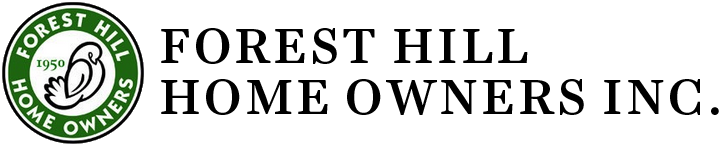 FOREST HILL
1950
HOME OWNERS
FOREST HILL
HOME OWNERS INC.